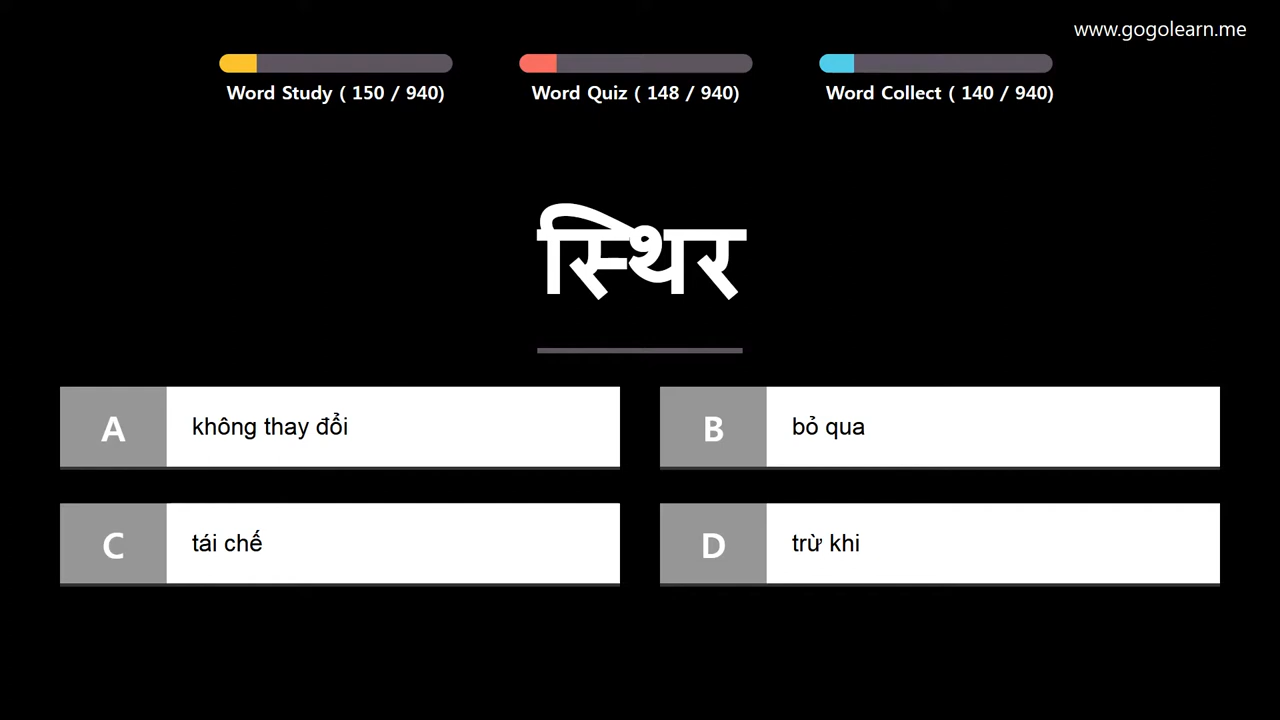 www.gogolearn.me
Word Study ( 150 / 940)
Word Quiz ( 148 / 940)
Word Collect ( 140 / 940)
स्थिर
A không thay đổi
B bỏ qua
C tái chế
D trừ khi